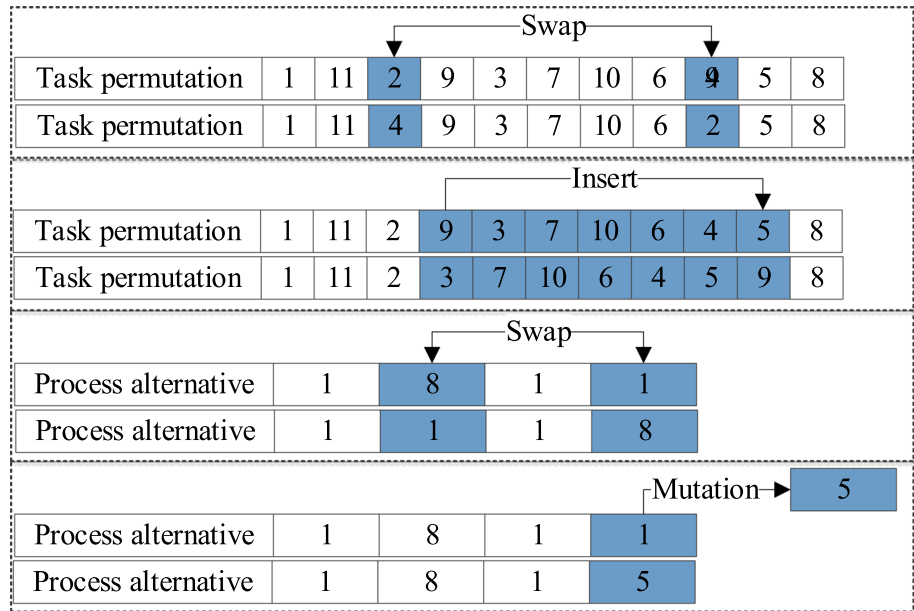 Swap
Task permutation 1 11 2 9 3 7 10 6 5 8
Task permutation 1 11 4 9 3 7 10 6 2 5 8
Insert
Task permutation 1 11 2 9 3 7 10 6 4 5 8
Task permutation 1 11 2 3 7 10 6 4 5 9 8
Swap
Process alternative 1 8 1 1
Process alternative 1 1 1 8
Mutation 5
Process alternative 1 8 1 1
Process alternative 1 8 1 5